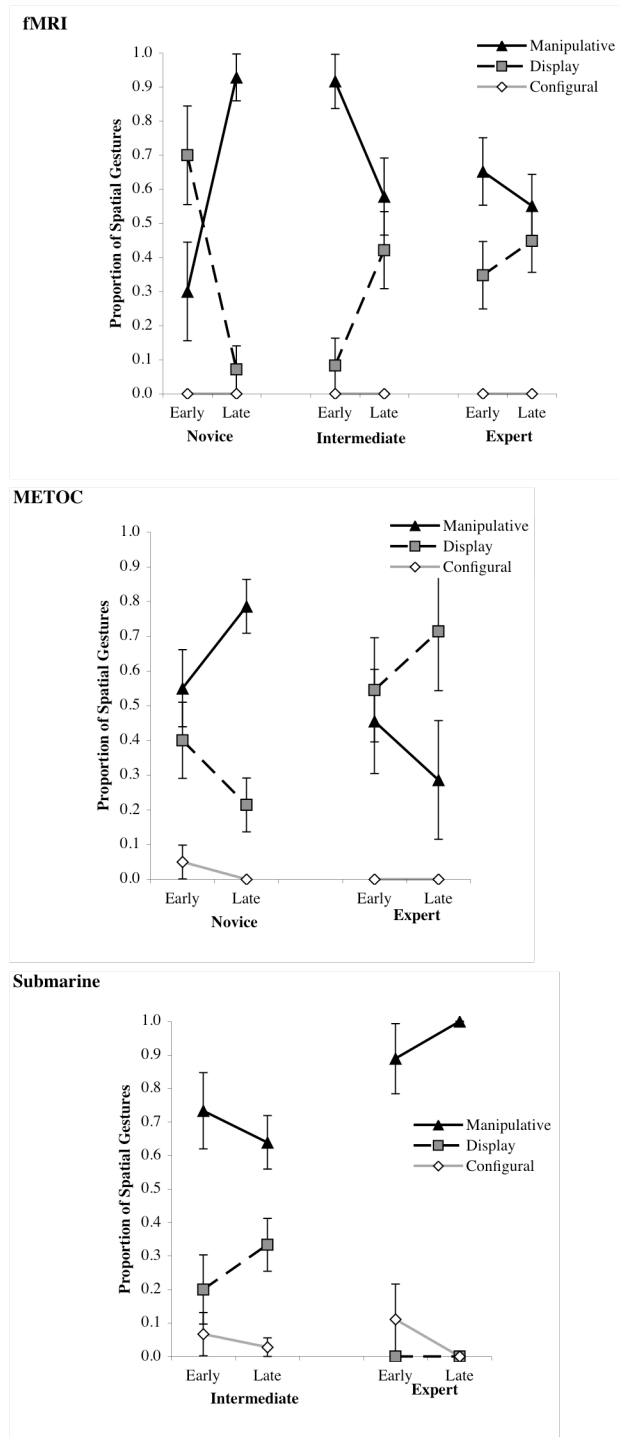 fMRI
Manipulative
Display
Configural
Proportion of Spatial Gestures
1.0
0.9
0.8
0.7
0.6
0.5
0.4
0.3
0.2
0.1
0.0
Early Late Early Late Early Late
Novice Intermediate Expert
METOC
Manipulative
Display
Configural
Proportion of Spatial Gestures
1.0
0.9
0.8
0.7
0.6
0.5
0.4
0.3
0.2
0.1
0.0
Early Late Early Late
Novice Expert
Submarine
Proportion of Spatial Gestures
1.0
0.9
0.8
0.7
0.6
0.5
0.4
0.3
0.2
0.1
0.0
Manipulative
Display
Configural
Early Late Early Late
Intermediate Expert